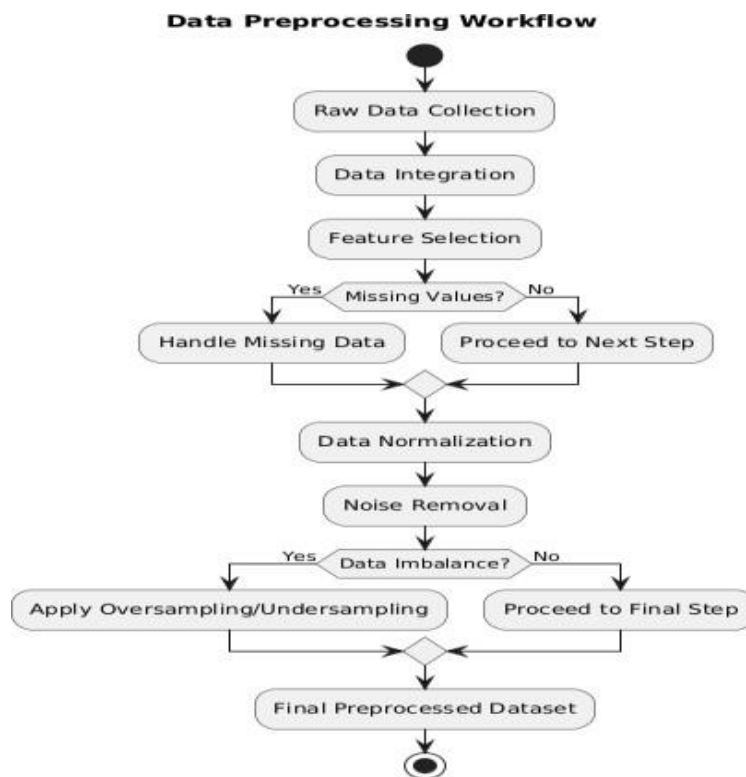 Data Preprocessing Workflow
Raw Data Collection
Data Integration
Feature Selection
Yes
Missing Values?
No
Handle Missing Data
Proceed to Next Step
Data Normalization
Noise Removal
Yes
Data Imbalance?
No
Apply Oversampling/Undersampling
Proceed to Final Step
Final Preprocessed Dataset